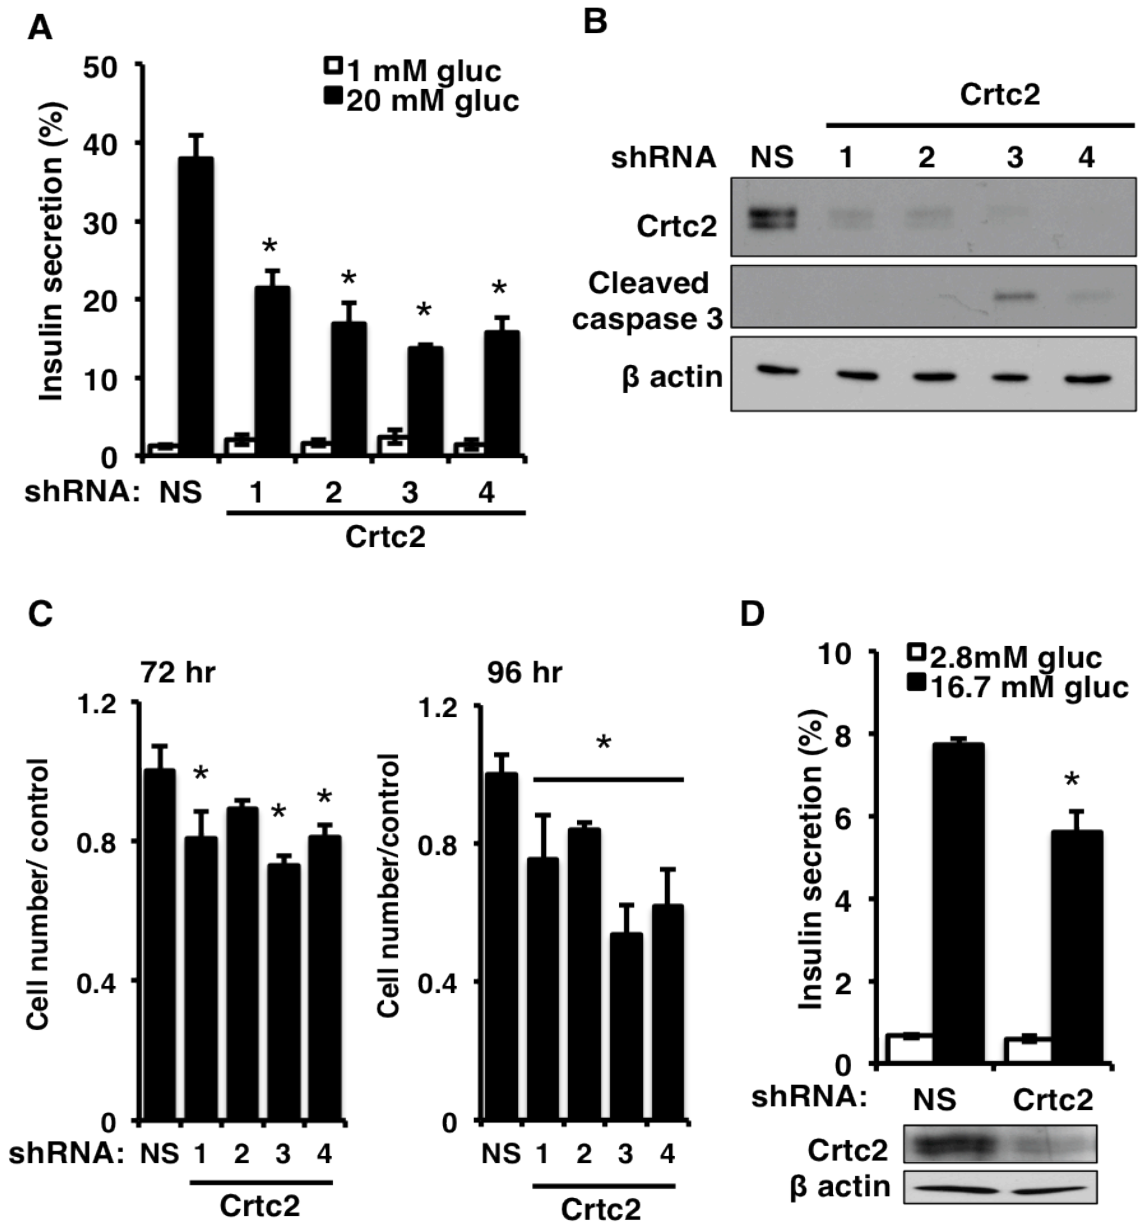 A
50
40
30
20
10
0
Insulin secretion (%)
1 mM gluc
20 mM gluc
*
*
*
*
shRNA: NS 1 2 3 4
Crtc2
B
Crtc2
shRNA NS 1 2 3 4
Crtc2
Cleaved
caspase 3
β actin
C
72 hr
1.2
0.8
0.4
0
Cell number/ control
* * *
shRNA: NS 1 2 3 4
Crtc2
96 hr
1.2
0.8
0.4
0
Cell number/control
*
NS 1 2 3 4
Crtc2
D
10
8
6
4
2
0
Insulin secretion (%)
2.8mM gluc
16.7 mM gluc
*
shRNA: NS Crtc2
Crtc2
β actin